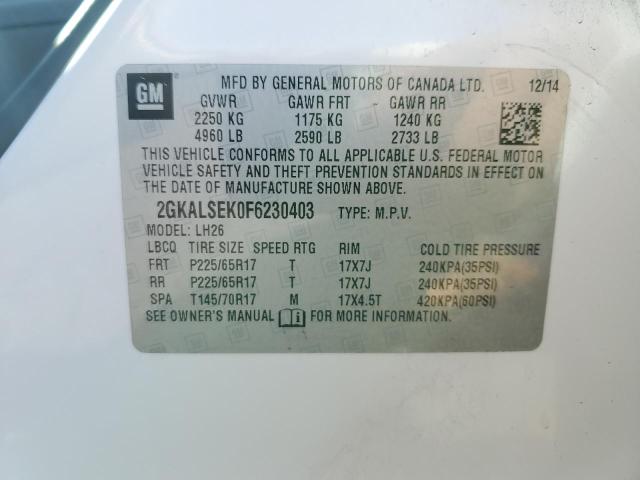 GM
MFD BY GENERAL MOTORS OF CANADA LTD. 12/14
GVWR GAWR FRT GAWR RR
2250 KG 1175 KG 1240 KG
4960 LB 2590 LB 2733 LB
THIS VEHICLE CONFORMS TO ALL APPLICABLE U.S. FEDERAL MOTOR
VEHICLE SAFETY AND THEFT PREVENTION STANDARDS IN EFFECT ON
THE DATE OF MANUFACTURE SHOWN ABOVE.
2GKALSEK0F6230403 TYPE: M.P.V.
MODEL: LH26
LBCQ TIRE SIZE SPEED RTG RIM COLD TIRE PRESSURE
FRT P225/65R17 T 17X7J 240KPA(35PSI)
RR P225/65R17 T 17X7J 240KPA(35PSI)
SPA T145/70R17 M 17X4.5T 420KPA(60PSI)
SEE OWNER'S MANUAL FOR MORE INFORMATION.